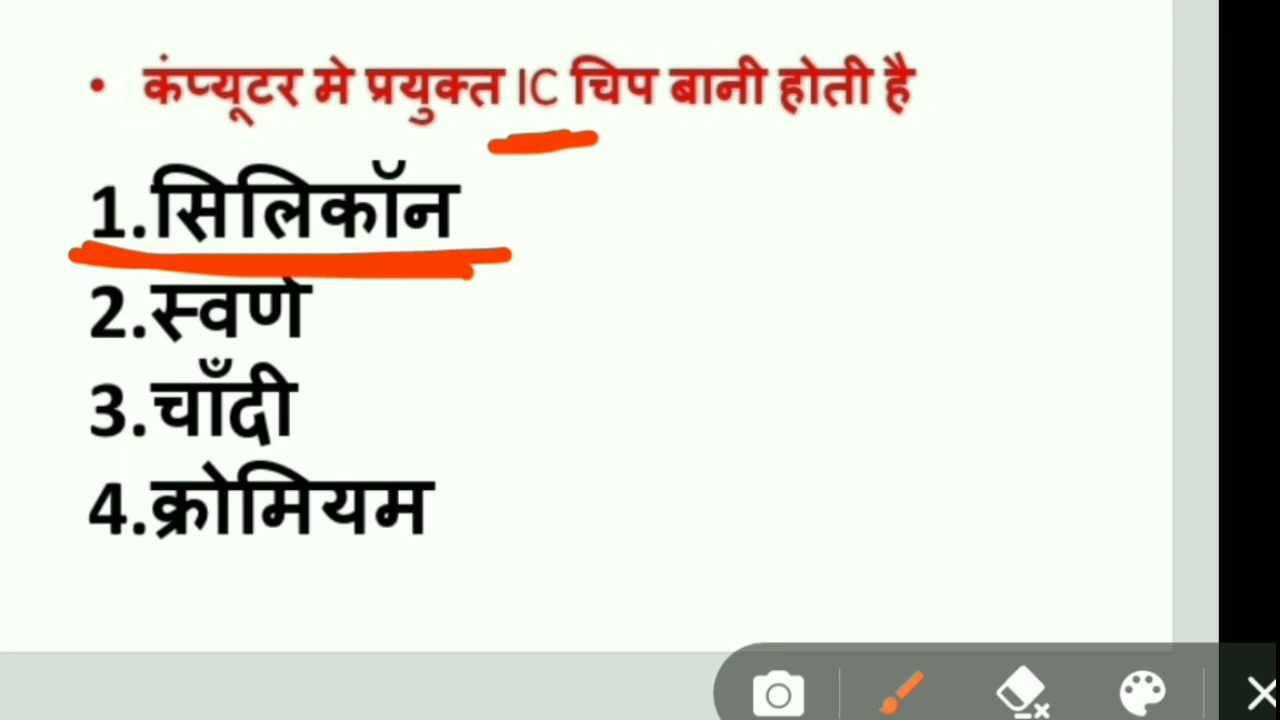 • कंप्यूटर मे प्रयुक्त IC चिप बानी होती है
1.सिलिकॉन
2.स्वर्ण
3.चाँदी
4.क्रोमियम